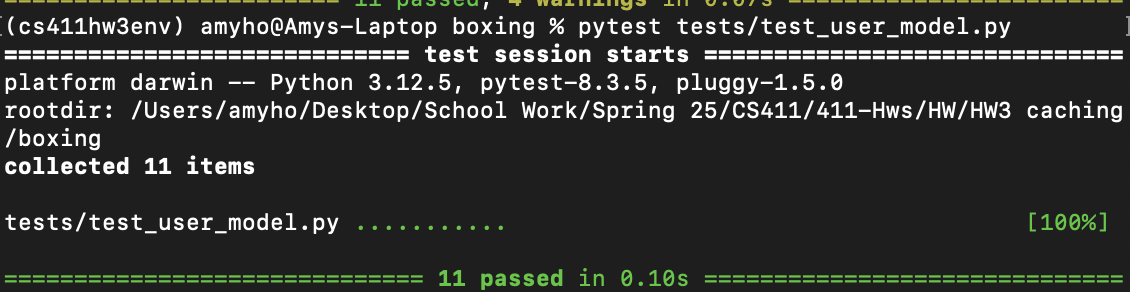 ============================ 11 passed, 4 warnings in 0.07s =============================
(cs411hw3env) amyho@Amys-Laptop boxing % pytest tests/test_user_model.py
============================= test session starts ==============================
platform darwin -- Python 3.12.5, pytest-8.3.5, pluggy-1.5.0
rootdir: /Users/amyho/Desktop/School Work/Spring 25/CS411/411-Hws/HW/HW3 caching
/boxing
collected 11 items
tests/test_user_model.py ........... [100%]
============================== 11 passed in 0.10s ==============================